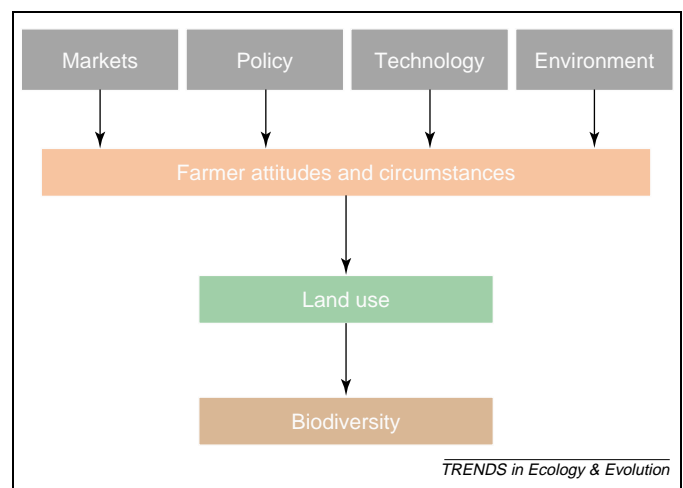 Markets Policy Technology Environment
Farmer attitudes and circumstances
Land use
Biodiversity
TRENDS in Ecology & Evolution